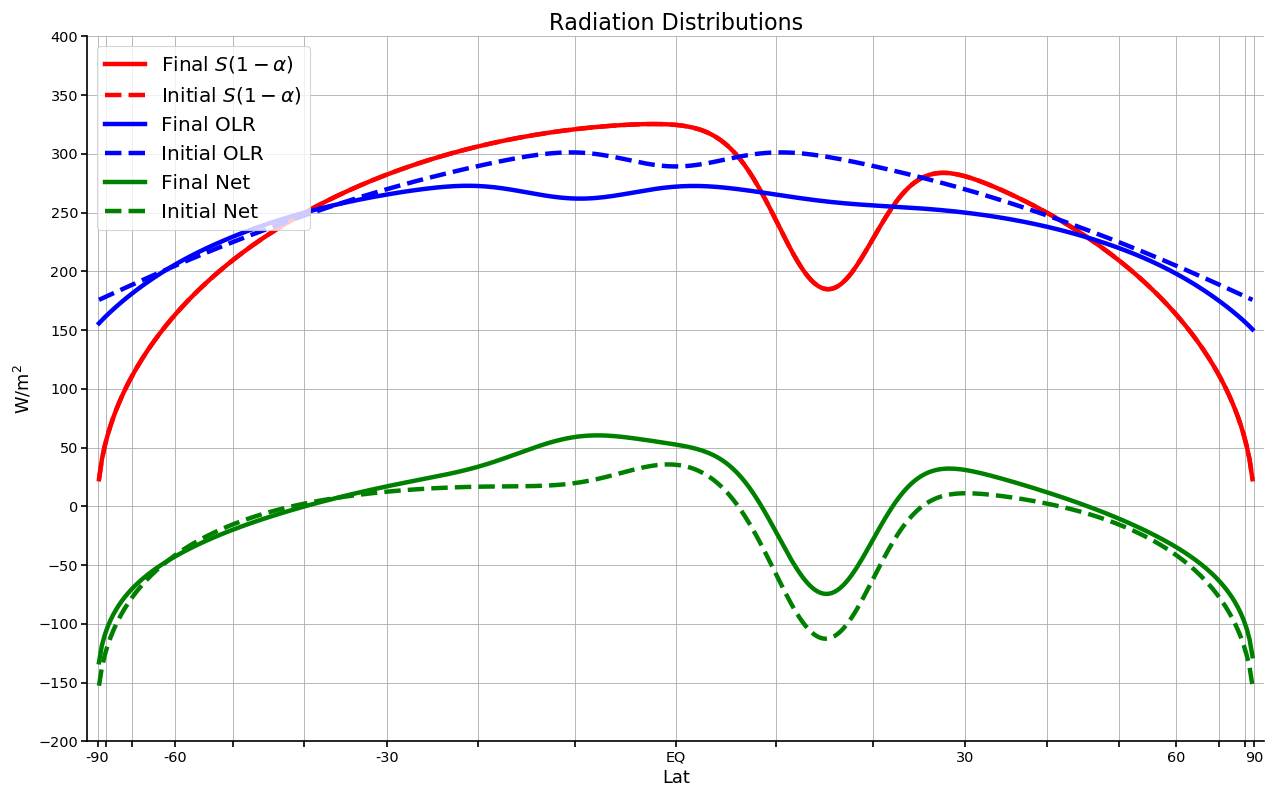 Radiation Distributions
400
350
300
250
200
150
100
50
0
−50
−100
−150
−200
W/m²
Final S(1 − α)
Initial S(1 − α)
Final OLR
Initial OLR
Final Net
Initial Net
-90 -60 -30 EQ 30 60 90
Lat